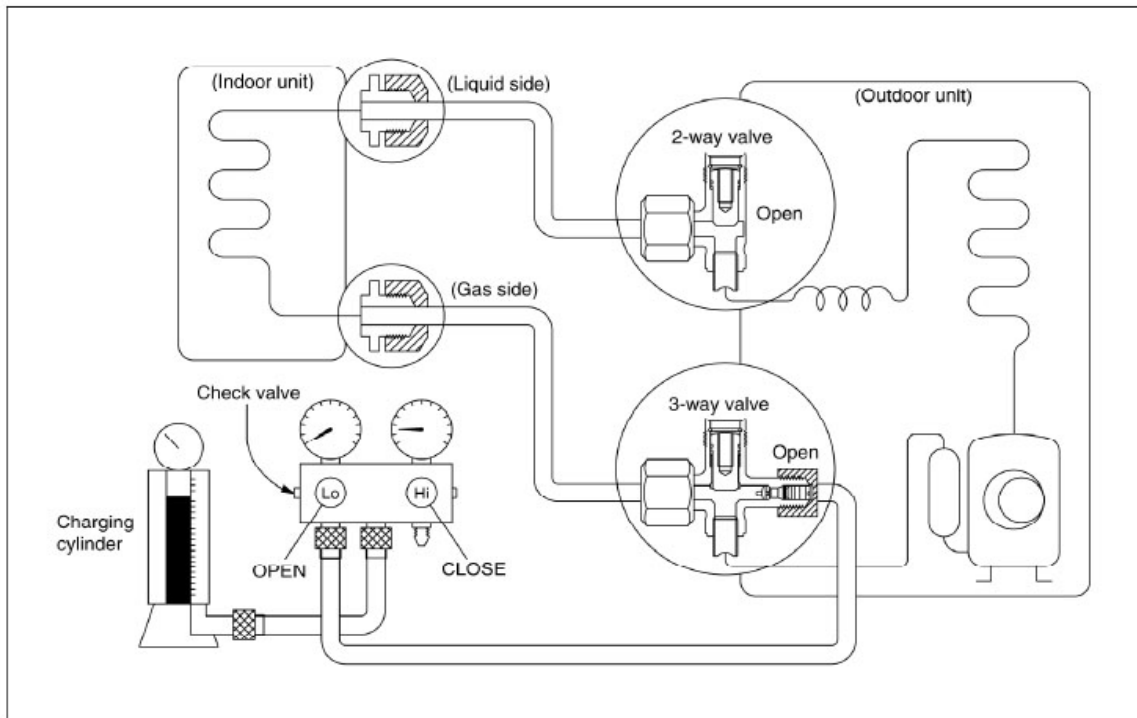 (Indoor unit)
(Liquid side)
(Outdoor unit)
2-way valve
Open
(Gas side)
Check valve
3-way valve
Open
Lo
Hi
Charging
cylinder
OPEN
CLOSE